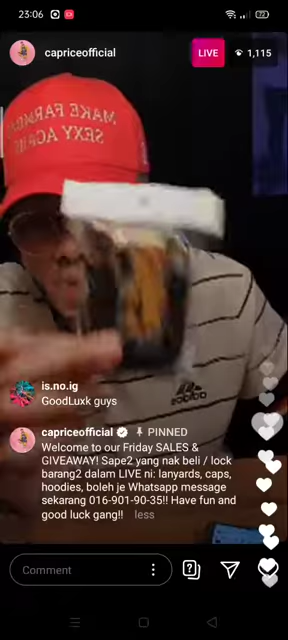 23:06
72
capriceofficial
LIVE
1,115
MAKE FARMERS
SEXY AGAIN
adidas
is.no.ig
GoodLuxk guys
capriceofficial PINNED
Welcome to our Friday SALES &
GIVEAWAY! Sape2 yang nak beli / lock
barang2 dalam LIVE ni: lanyards, caps,
hoodies, boleh je Whatsapp message
sekarang 016-901-90-35!! Have fun and
good luck gang!! less
Comment